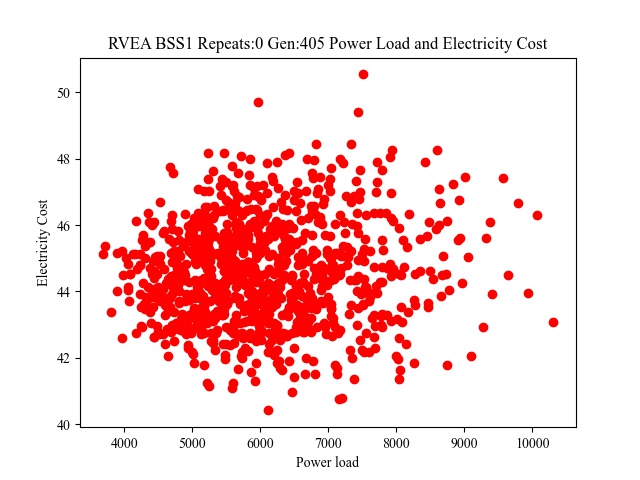 RVEA BSS1 Repeats:0 Gen:405 Power Load and Electricity Cost
50
48
46
44
42
40
Electricity Cost
4000 5000 6000 7000 8000 9000 10000
Power load